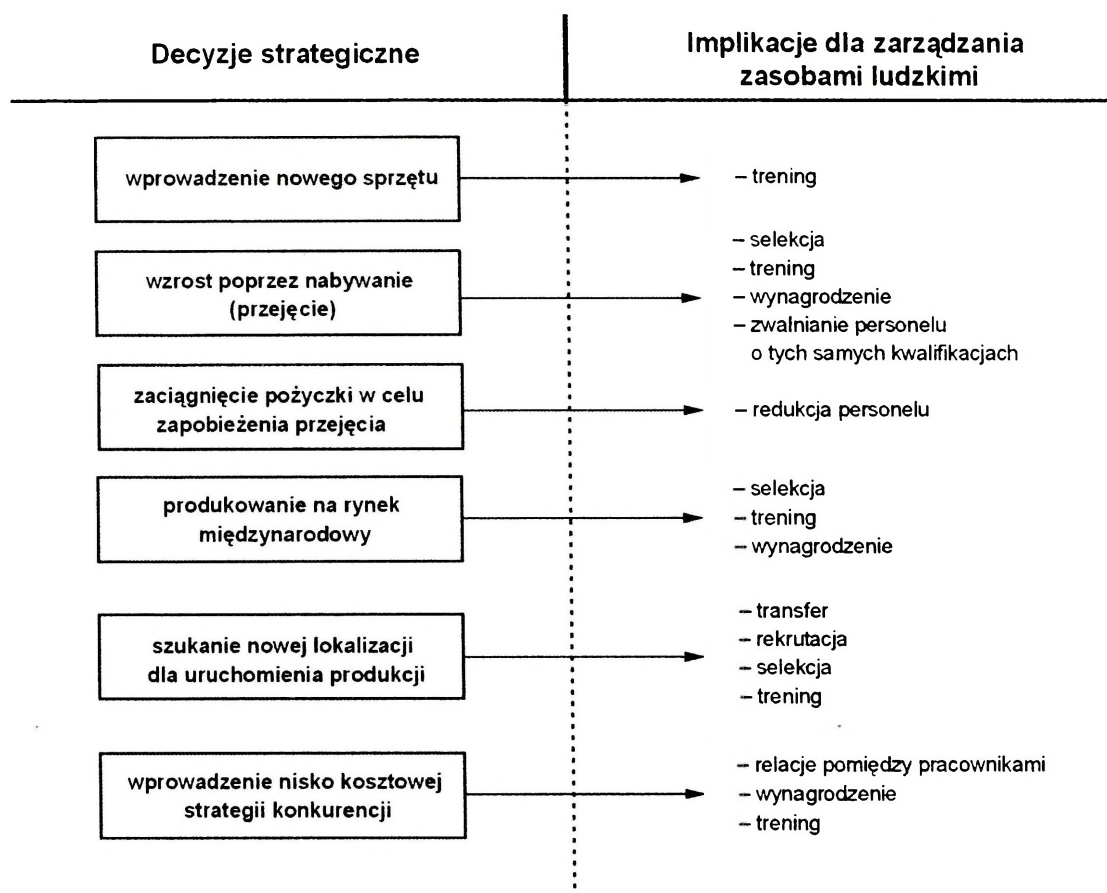 Decyzje strategiczne
Implikacje dla zarządzania
zasobami ludzkimi
wprowadzenie nowego sprzętu
– trening
wzrost poprzez nabywanie
(przejęcie)
– selekcja
– trening
– wynagrodzenie
– zwalnianie personelu
o tych samych kwalifikacjach
zaciągnięcie pożyczki w celu
zapobieżenia przejęcia
– redukcja personelu
produkowanie na rynek
międzynarodowy
– selekcja
– trening
– wynagrodzenie
szukanie nowej lokalizacji
dla uruchomienia produkcji
– transfer
– rekrutacja
– selekcja
– trening
wprowadzenie nisko kosztowej
strategii konkurencji
– relacje pomiędzy pracownikami
– wynagrodzenie
– trening